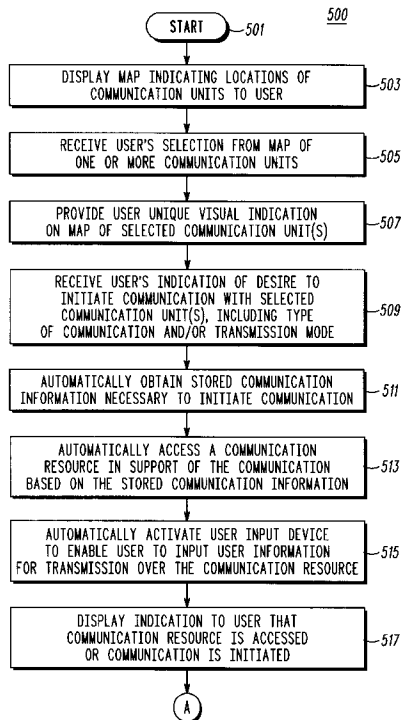 500
START
501
DISPLAY MAP INDICATING LOCATIONS OF
COMMUNICATION UNITS TO USER
503
RECEIVE USER'S SELECTION FROM MAP OF
ONE OR MORE COMMUNICATION UNITS
505
PROVIDE USER UNIQUE VISUAL INDICATION
ON MAP OF SELECTED COMMUNICATION UNIT(S)
507
RECEIVE USER'S INDICATION OF DESIRE TO
INITIATE COMMUNICATION WITH SELECTED
COMMUNICATION UNIT(S), INCLUDING TYPE
OF COMMUNICATION AND/OR TRANSMISSION MODE
509
AUTOMATICALLY OBTAIN STORED COMMUNICATION
INFORMATION NECESSARY TO INITIATE COMMUNICATION
511
AUTOMATICALLY ACCESS A COMMUNICATION
RESOURCE IN SUPPORT OF THE COMMUNICATION
BASED ON THE STORED COMMUNICATION INFORMATION
513
AUTOMATICALLY ACTIVATE USER INPUT DEVICE
TO ENABLE USER TO INPUT USER INFORMATION
FOR TRANSMISSION OVER THE COMMUNICATION RESOURCE
515
DISPLAY INDICATION TO USER THAT
COMMUNICATION RESOURCE IS ACCESSED
OR COMMUNICATION IS INITIATED
517
A